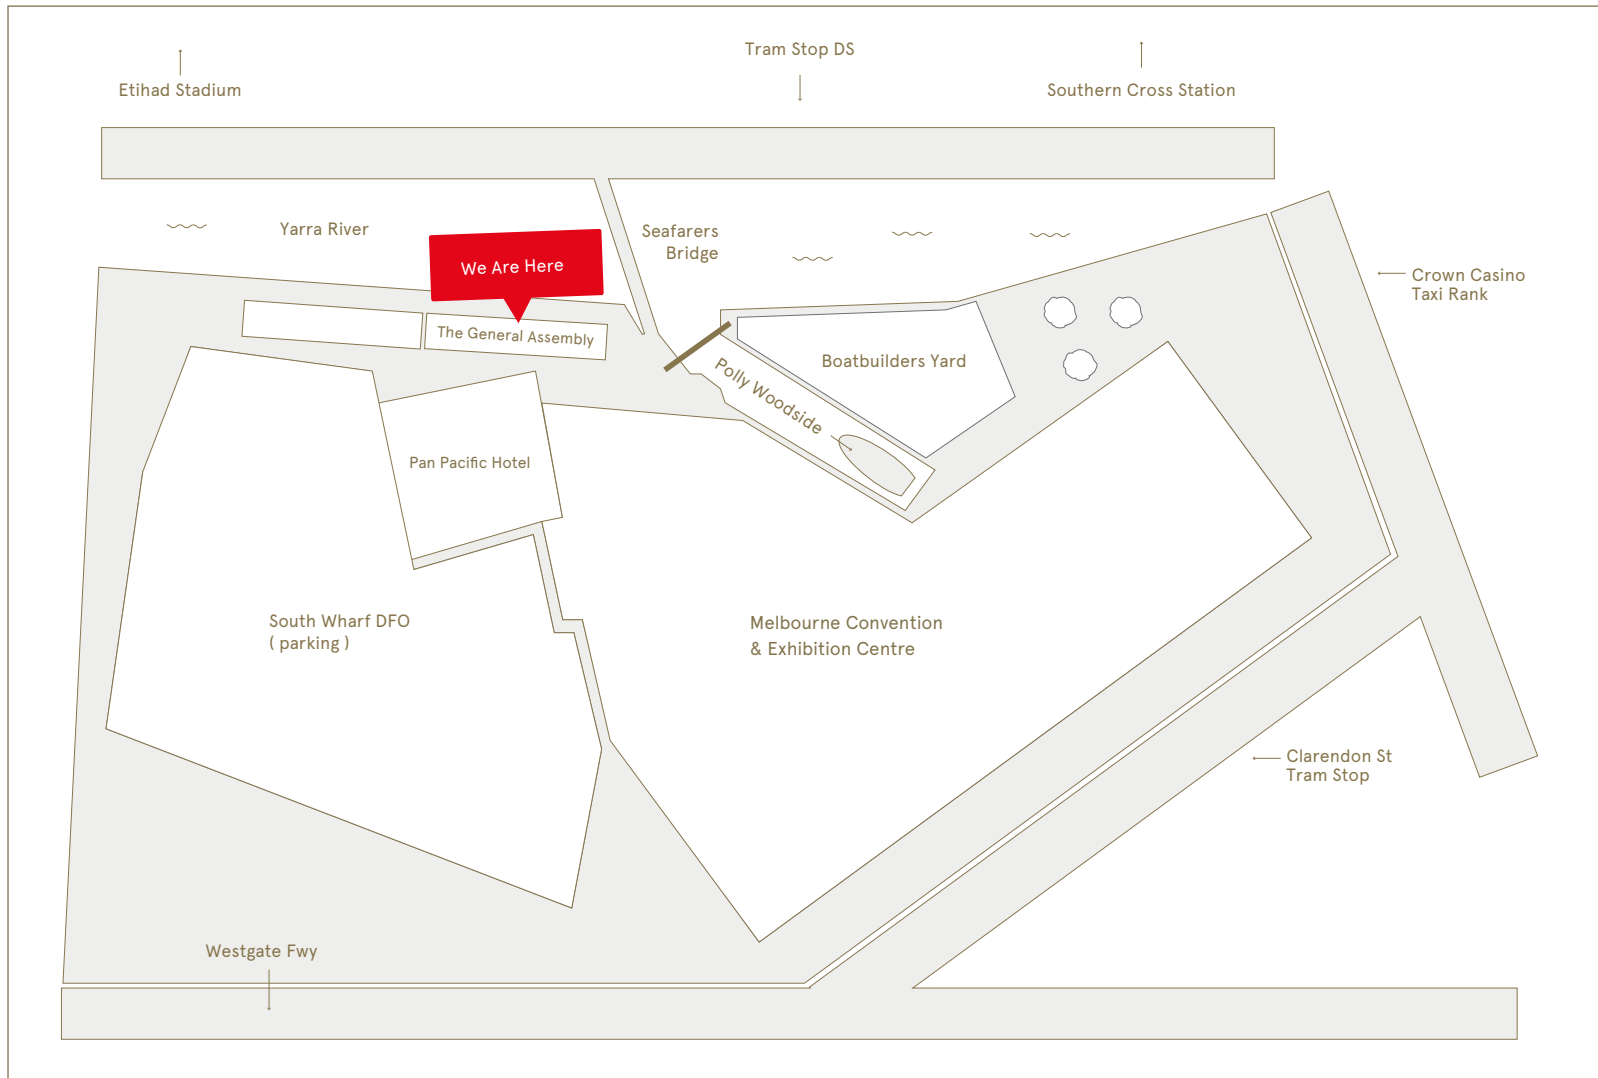 Tram Stop DS
Etihad Stadium
Southern Cross Station
Yarra River
Seafarers
Bridge
We Are Here
Crown Casino
Taxi Rank
The General Assembly
Boatbuilders Yard
Polly Woodside
Pan Pacific Hotel
South Wharf DFO
( parking )
Melbourne Convention
& Exhibition Centre
Clarendon St
Tram Stop
Westgate Fwy